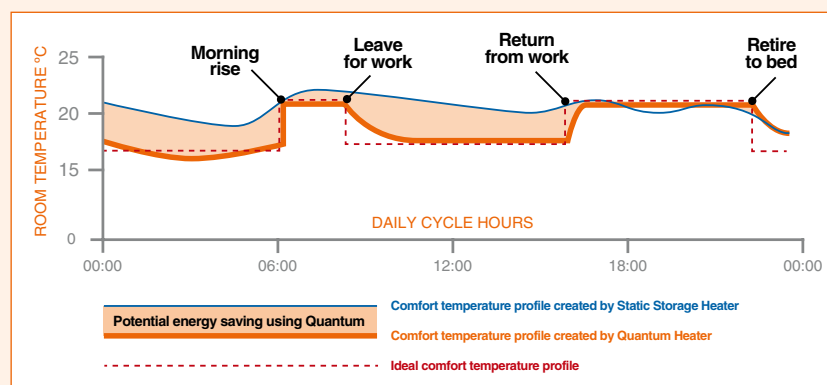 ROOM TEMPERATURE ºC
25
20
15
0
Morning
rise
Leave
for work
Return
from work
Retire
to bed
DAILY CYCLE HOURS
00:00
06:00
12:00
18:00
00:00
Potential energy saving using Quantum
Comfort temperature profile created by Static Storage Heater
Comfort temperature profile created by Quantum Heater
Ideal comfort temperature profile